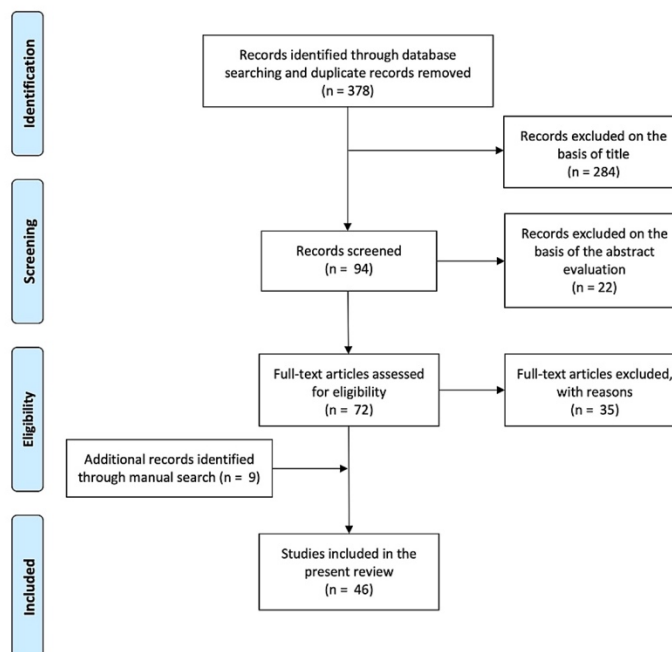 Identification
Records identified through database
searching and duplicate records removed
(n = 378)
Records excluded on the
basis of title
(n = 284)
Screening
Records screened
(n = 94)
Records excluded on the
basis of the abstract
evaluation
(n = 22)
Eligibility
Full-text articles assessed
for eligibility
(n = 72)
Full-text articles excluded,
with reasons
(n = 35)
Additional records identified
through manual search (n = 9)
Included
Studies included in the
present review
(n = 46)